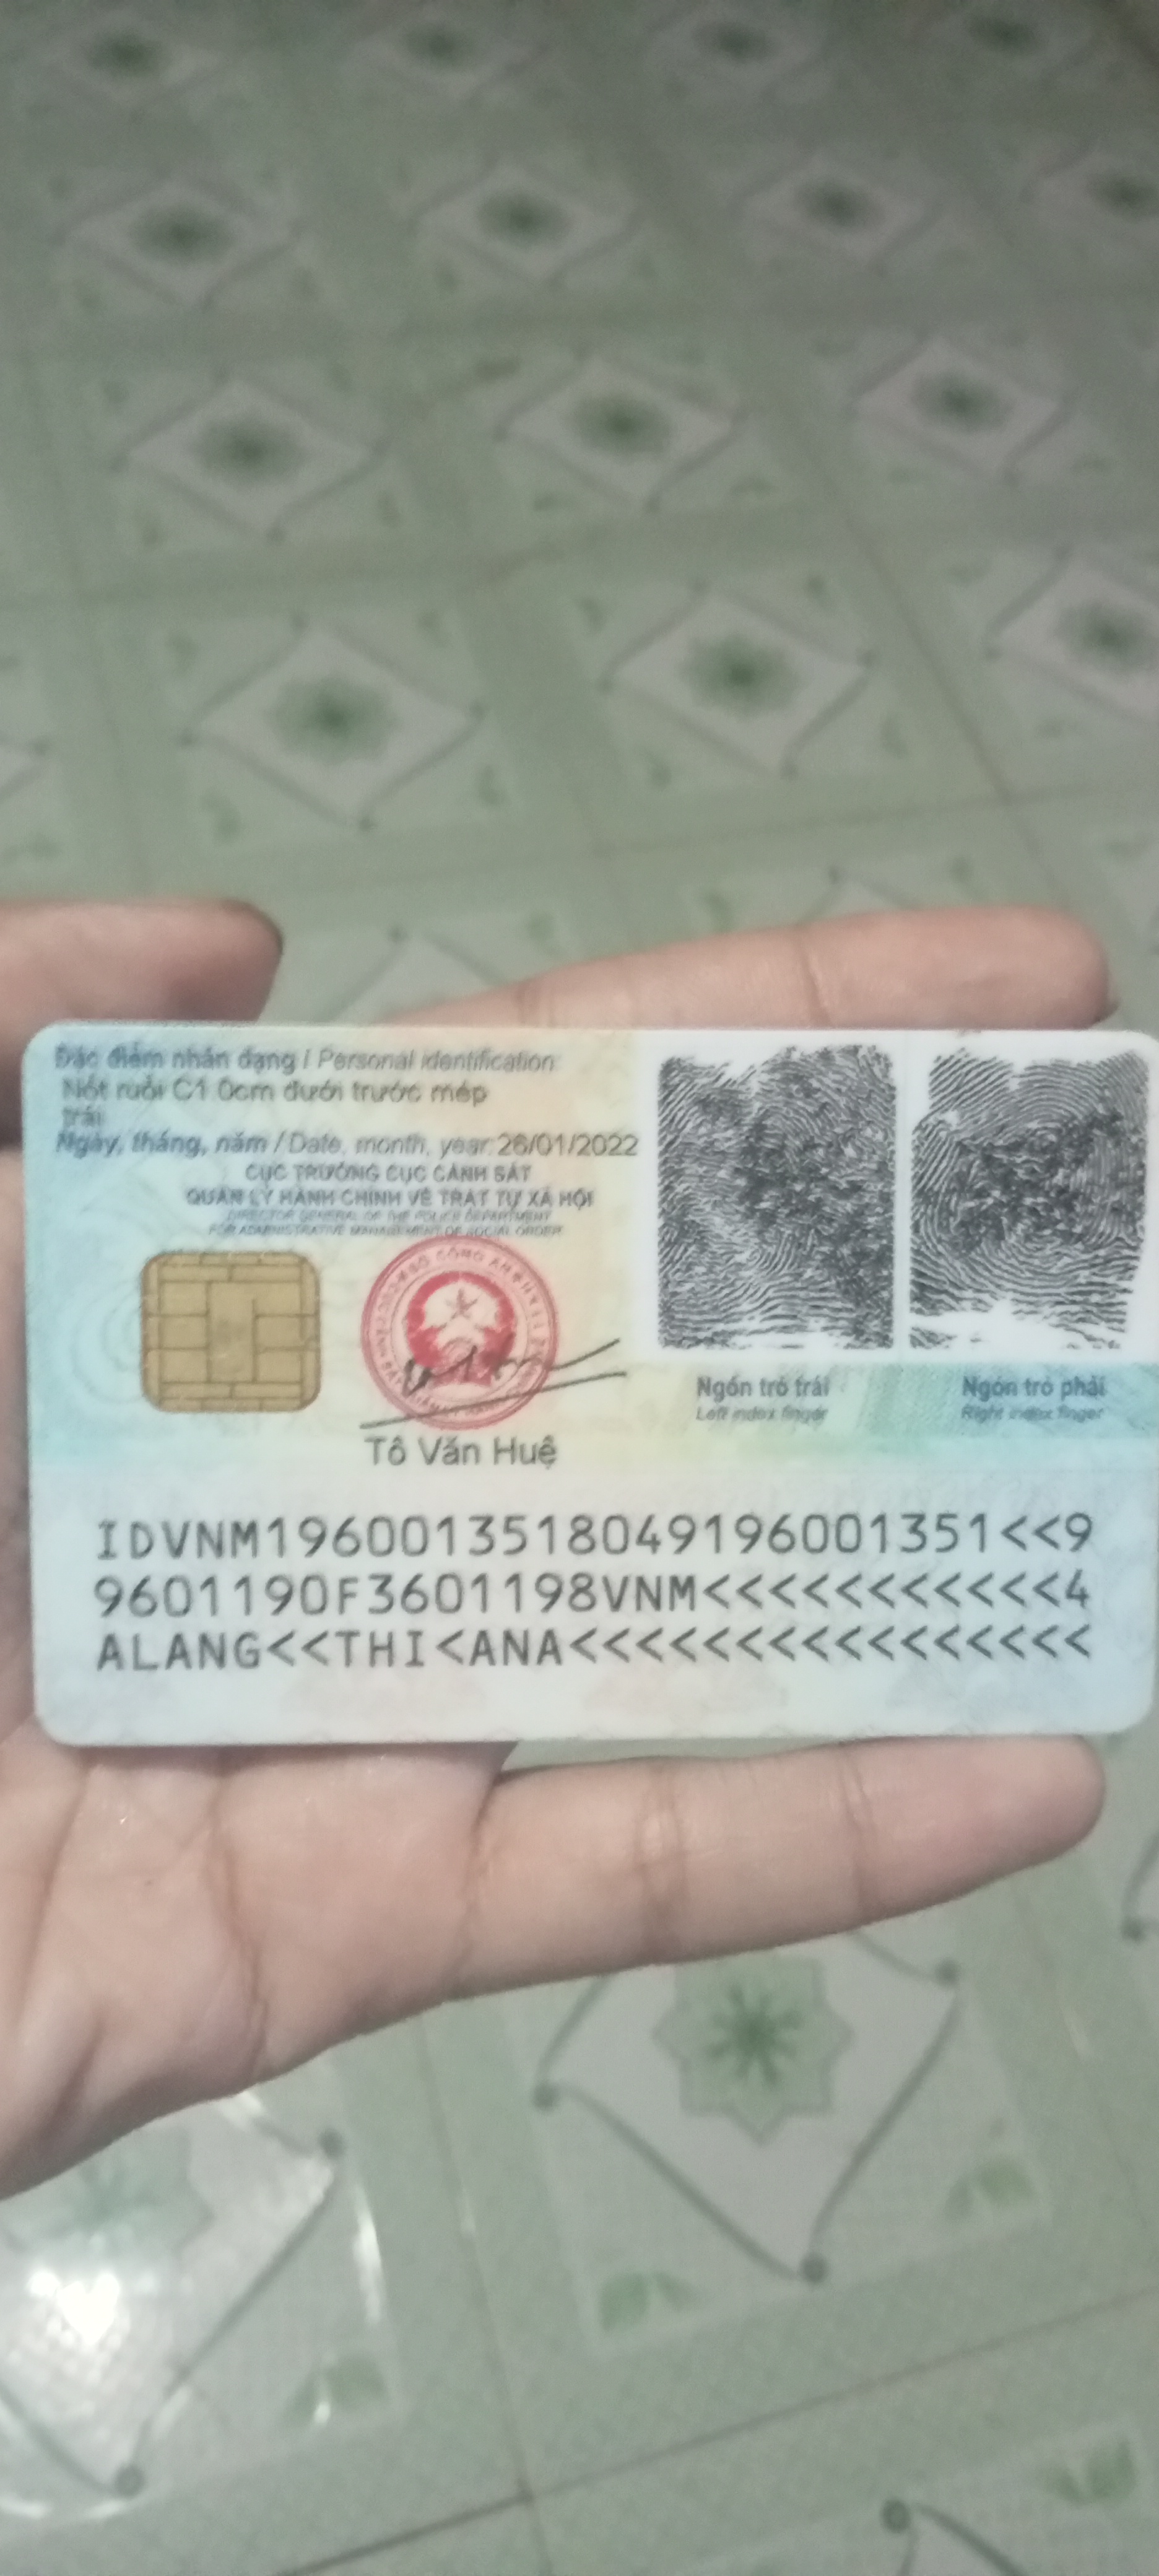 Đặc điểm nhân dạng / Personal identification:
Nốt ruồi C1.0cm dưới trước mép
trái
Ngày, tháng, năm / Date, month, year: 26/01/2022
CỤC TRƯỞNG CỤC CẢNH SÁT
QUẢN LÝ HÀNH CHÍNH VỀ TRẬT TỰ XÃ HỘI
DIRECTOR GENERAL OF THE POLICE DEPARTMENT
FOR ADMINISTRATIVE MANAGEMENT OF SOCIAL ORDER
Tô Văn Huệ
Ngón trỏ trái
Left index finger
Ngón trỏ phải
Right index finger
IDVNM1960013518049196001351<<9
9601190F3601198VNM<<<<<<<<<<<4
ALANG<<THI<ANA<<<<<<<<<<<<<<<<